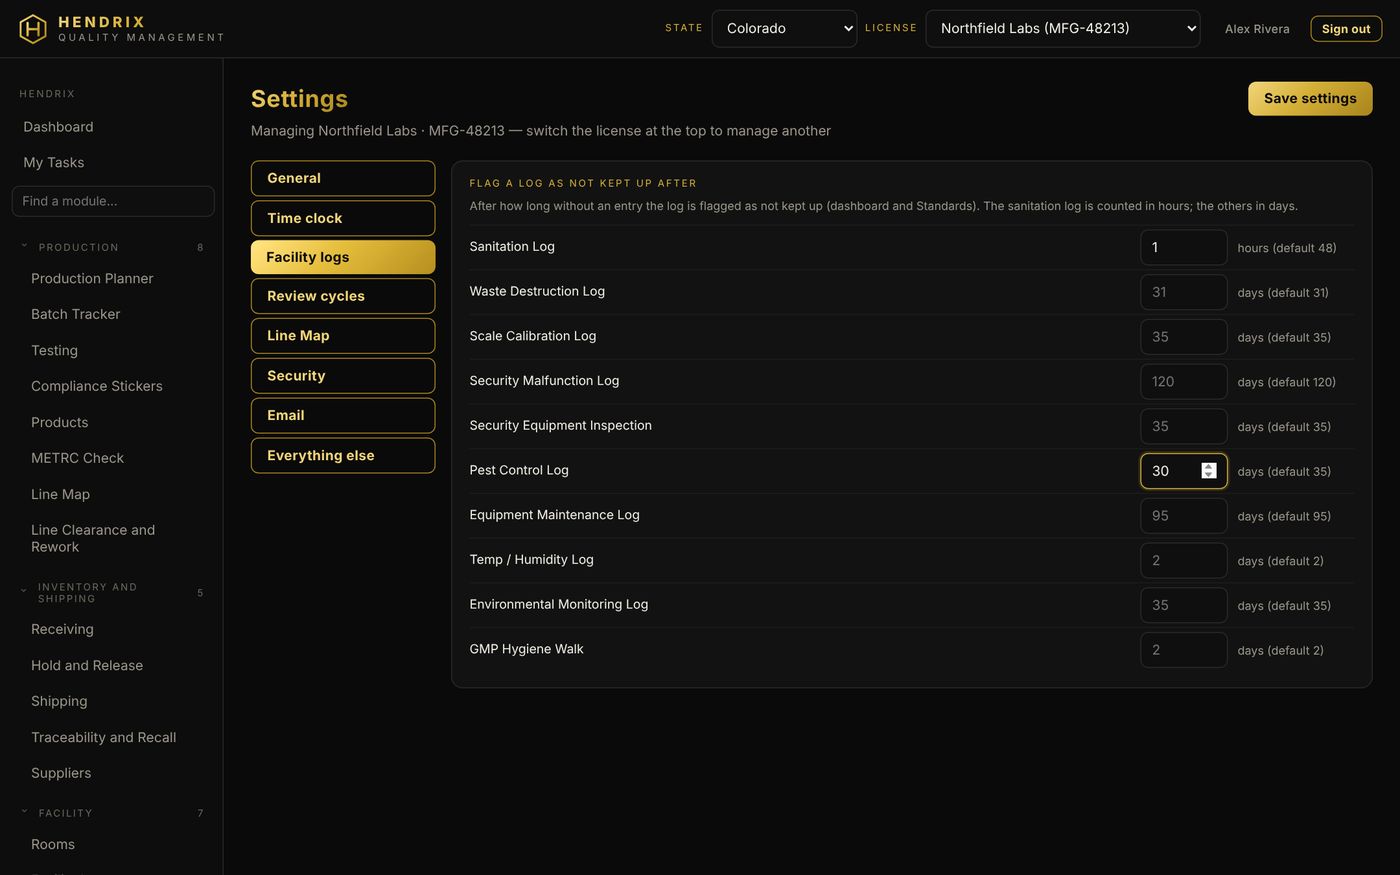 HENDRIX
QUALITY MANAGEMENT
STATE
Colorado
LICENSE
Northfield Labs (MFG-48213)
Alex Rivera
Sign out
HENDRIX
Dashboard
My Tasks
Find a module...
PRODUCTION 8
Production Planner
Batch Tracker
Testing
Compliance Stickers
Products
METRC Check
Line Map
Line Clearance and
Rework
INVENTORY AND
SHIPPING 5
Receiving
Hold and Release
Shipping
Traceability and Recall
Suppliers
FACILITY 7
Rooms
Settings
Save settings
Managing Northfield Labs · MFG-48213 — switch the license at the top to manage another
General
Time clock
Facility logs
Review cycles
Line Map
Security
Email
Everything else
FLAG A LOG AS NOT KEPT UP AFTER
After how long without an entry the log is flagged as not kept up (dashboard and Standards). The sanitation log is counted in hours; the others in days.
Sanitation Log 1 hours (default 48)
Waste Destruction Log 31 days (default 31)
Scale Calibration Log 35 days (default 35)
Security Malfunction Log 120 days (default 120)
Security Equipment Inspection 35 days (default 35)
Pest Control Log 30 days (default 35)
Equipment Maintenance Log 95 days (default 95)
Temp / Humidity Log 2 days (default 2)
Environmental Monitoring Log 35 days (default 35)
GMP Hygiene Walk 2 days (default 2)